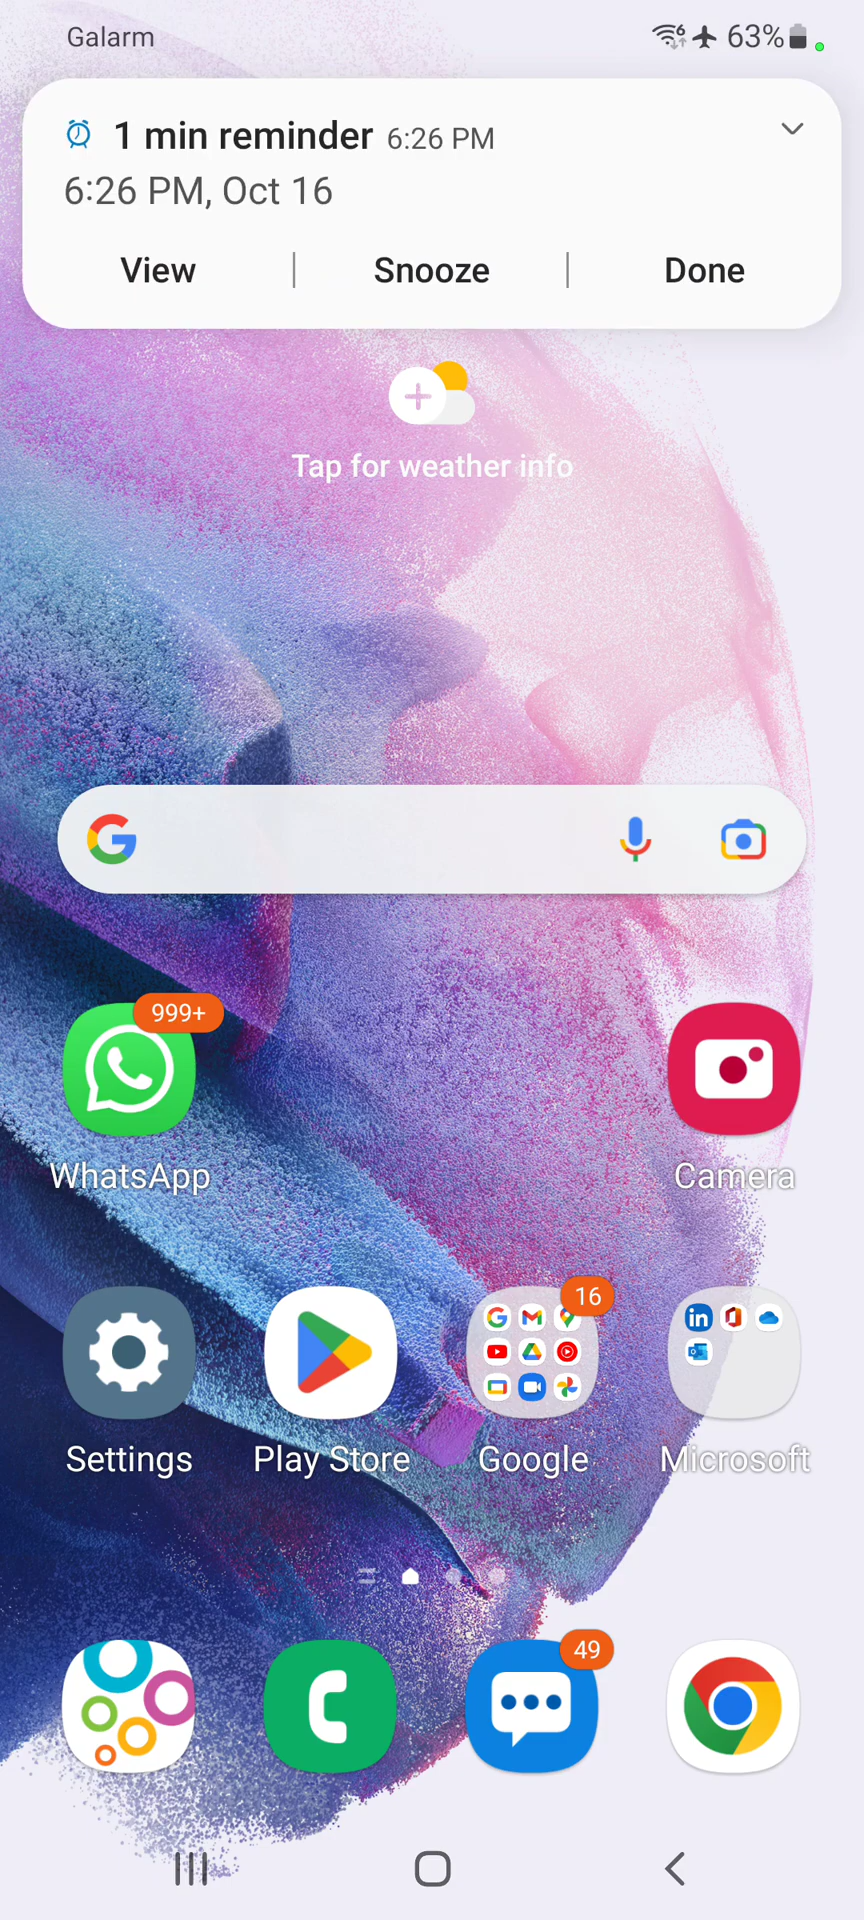 Galarm 6 63%
1 min reminder 6:26 PM
6:26 PM, Oct 16
View | Snooze | Done
Tap for weather info
999+
WhatsApp Camera
16
Settings Play Store Google Microsoft
49